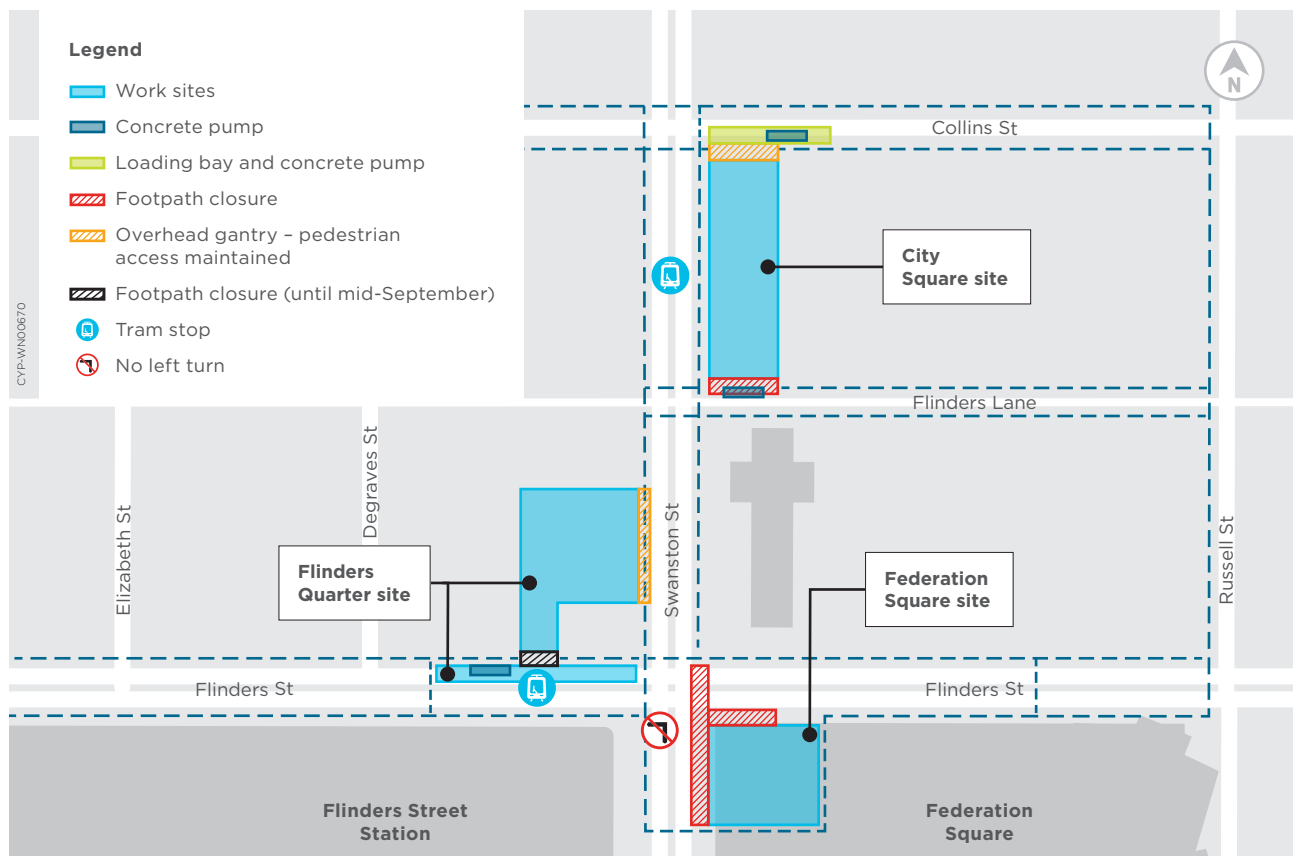 Legend
Work sites
Concrete pump
Loading bay and concrete pump
Footpath closure
Overhead gantry – pedestrian
access maintained
Footpath closure (until mid-September)
Tram stop
No left turn
CYP-WN00670
N
Collins St
City
Square site
Flinders Lane
Elizabeth St
Degraves St
Swanston St
Russell St
Flinders
Quarter site
Federation
Square site
Flinders St
Flinders St
Flinders Street
Station
Federation
Square